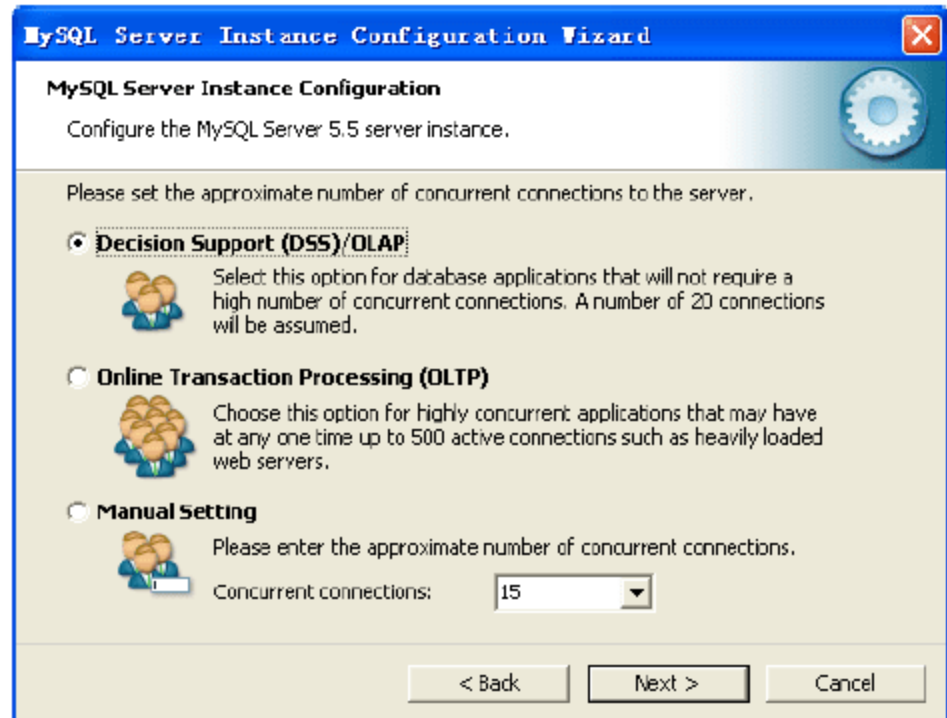 MySQL Server Instance Configuration Wizard
MySQL Server Instance Configuration
Configure the MySQL Server 5.5 server instance.
Please set the approximate number of concurrent connections to the server.
Decision Support (DSS)/OLAP
Select this option for database applications that will not require a
high number of concurrent connections. A number of 20 connections
will be assumed.
Online Transaction Processing (OLTP)
Choose this option for highly concurrent applications that may have
at any one time up to 500 active connections such as heavily loaded
web servers.
Manual Setting
Please enter the approximate number of concurrent connections.
Concurrent connections: 15
< Back Next > Cancel